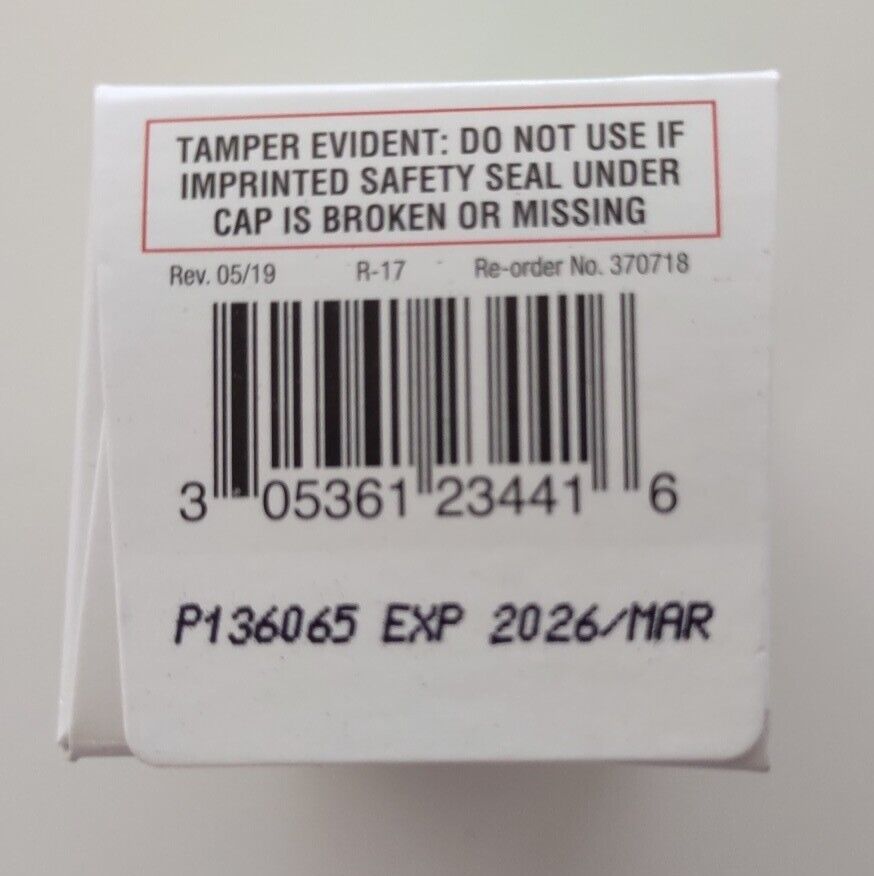 TAMPER EVIDENT: DO NOT USE IF
IMPRINTED SAFETY SEAL UNDER
CAP IS BROKEN OR MISSING
Rev. 05/19 R-17 Re-order No. 370718
3 05361 23441 6
P136065 EXP 2026/MAR